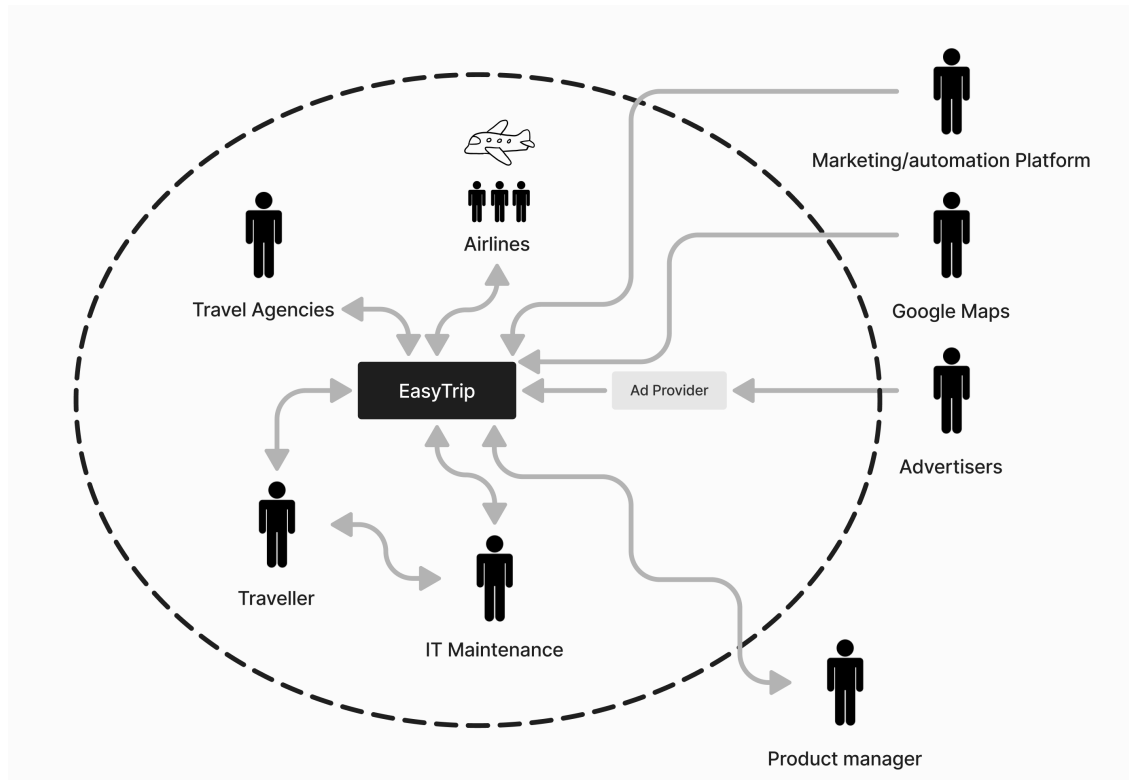 Marketing/automation Platform
Airlines
Travel Agencies
Google Maps
EasyTrip
Ad Provider
Advertisers
Traveller
IT Maintenance
Product manager